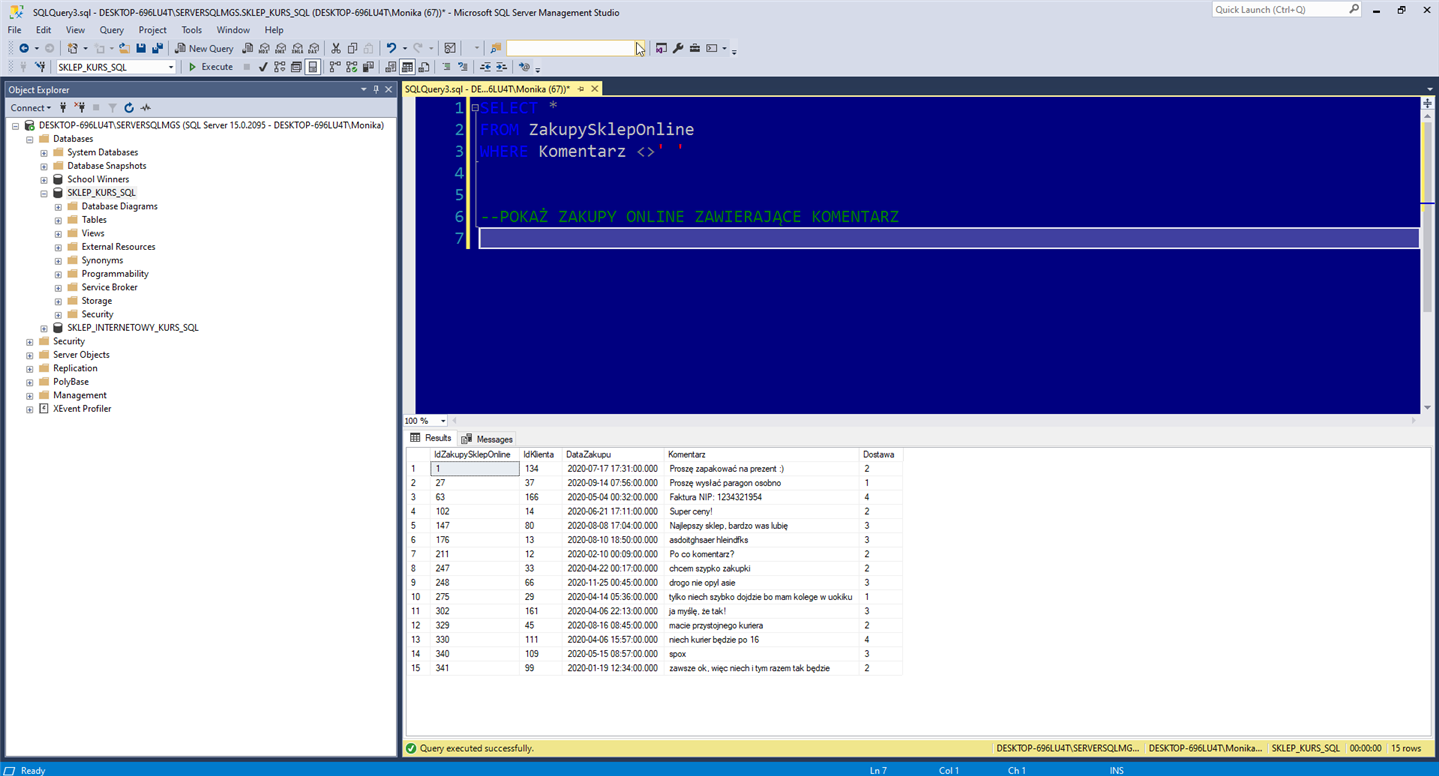 SQLQuery3.sql - DESKTOP-696LU4T\SERVERSQLMGS.SKLEP_KURS_SQL (DESKTOP-696LU4T\Monika (67))* - Microsoft SQL Server Management Studio
Quick Launch (Ctrl+Q)
File Edit View Query Project Tools Window Help
New Query
SKLEP_KURS_SQL Execute
Object Explorer
Connect
DESKTOP-696LU4T\SERVERSQLMGS (SQL Server 15.0.2095 - DESKTOP-696LU4T\Monika)
Databases
System Databases
Database Snapshots
School Winners
SKLEP_KURS_SQL
Database Diagrams
Tables
Views
External Resources
Synonyms
Programmability
Service Broker
Storage
Security
SKLEP_INTERNETOWY_KURS_SQL
Security
Server Objects
Replication
PolyBase
Management
XEvent Profiler
SQLQuery3.sql - DE...6LU4T\Monika (67))*
1 SELECT *
2 FROM ZakupySklepOnline
3 WHERE Komentarz <>' '
4
5
6 --POKAŻ ZAKUPY ONLINE ZAWIERAJĄCE KOMENTARZ
7
100 %
Results Messages
IdZakupySklepOnline IdKlienta DataZakupu Komentarz Dostawa
1 1 134 2020-07-17 17:31:00.000 Proszę zapakować na prezent :) 2
2 27 37 2020-09-14 07:56:00.000 Proszę wysłać paragon osobno 1
3 63 166 2020-05-04 00:32:00.000 Faktura NIP: 1234321954 4
4 102 14 2020-06-21 17:11:00.000 Super ceny! 2
5 147 80 2020-08-08 17:04:00.000 Najlepszy sklep, bardzo was lubię 3
6 176 13 2020-08-10 18:50:00.000 asdoitghsaer hleindfks 3
7 211 12 2020-02-10 00:09:00.000 Po co komentarz? 2
8 247 33 2020-04-22 00:17:00.000 chcem szypko zakupki 2
9 248 66 2020-11-25 00:45:00.000 drogo nie opyl asie 3
10 275 29 2020-04-14 05:36:00.000 tylko niech szybko dojdzie bo mam kolege w uokiku 1
11 302 161 2020-04-06 22:13:00.000 ja myślę, że tak! 3
12 329 45 2020-08-16 08:45:00.000 macie przystojnego kuriera 2
13 330 111 2020-04-06 15:57:00.000 niech kurier będzie po 16 4
14 340 109 2020-05-15 08:57:00.000 spox 3
15 341 99 2020-01-19 12:34:00.000 zawsze ok, więc niech i tym razem tak będzie 2
Query executed successfully. DESKTOP-696LU4T\SERVERSQLMG... DESKTOP-696LU4T\Monika... SKLEP_KURS_SQL 00:00:00 15 rows
Ready Ln 7 Col 1 Ch 1 INS